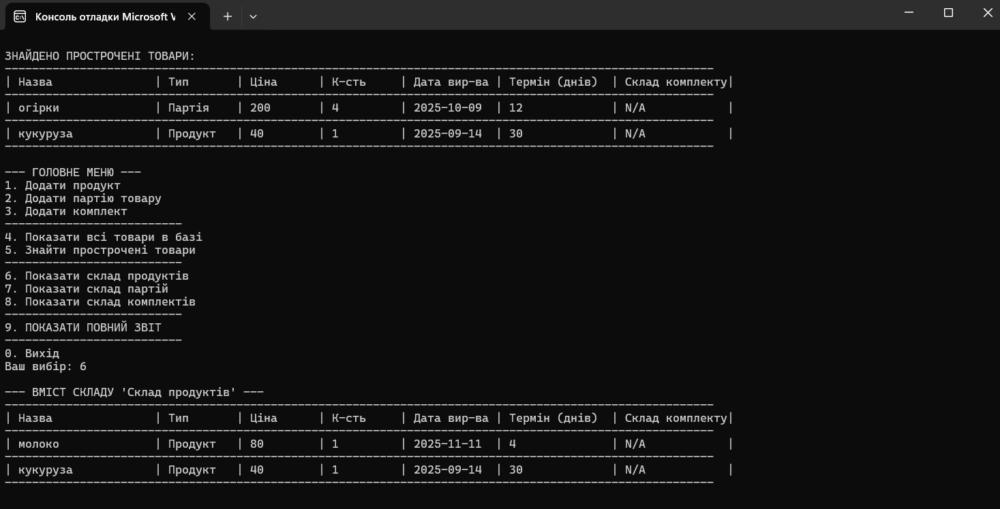 Консоль отладки Microsoft V
ЗНАЙДЕНО ПРОСТРОЧЕНІ ТОВАРИ:
--------------------------------------------------------------------------------------------------------
| Назва | Тип | Ціна | К-сть | Дата вир-ва | Термін (днів) | Склад комплекту|
--------------------------------------------------------------------------------------------------------
| огірки | Партія | 200 | 4 | 2025-10-09 | 12 | N/A |
--------------------------------------------------------------------------------------------------------
| кукуруза | Продукт | 40 | 1 | 2025-09-14 | 30 | N/A |
--------------------------------------------------------------------------------------------------------
--- ГОЛОВНЕ МЕНЮ ---
1. Додати продукт
2. Додати партію товару
3. Додати комплект
--------------------------
4. Показати всі товари в базі
5. Знайти прострочені товари
--------------------------
6. Показати склад продуктів
7. Показати склад партій
8. Показати склад комплектів
--------------------------
9. ПОКАЗАТИ ПОВНИЙ ЗВІТ
--------------------------
0. Вихід
Ваш вибір: 6
--- ВМІСТ СКЛАДУ 'Склад продуктів' ---
--------------------------------------------------------------------------------------------------------
| Назва | Тип | Ціна | К-сть | Дата вир-ва | Термін (днів) | Склад комплекту|
--------------------------------------------------------------------------------------------------------
| молоко | Продукт | 80 | 1 | 2025-11-11 | 4 | N/A |
--------------------------------------------------------------------------------------------------------
| кукуруза | Продукт | 40 | 1 | 2025-09-14 | 30 | N/A |
--------------------------------------------------------------------------------------------------------